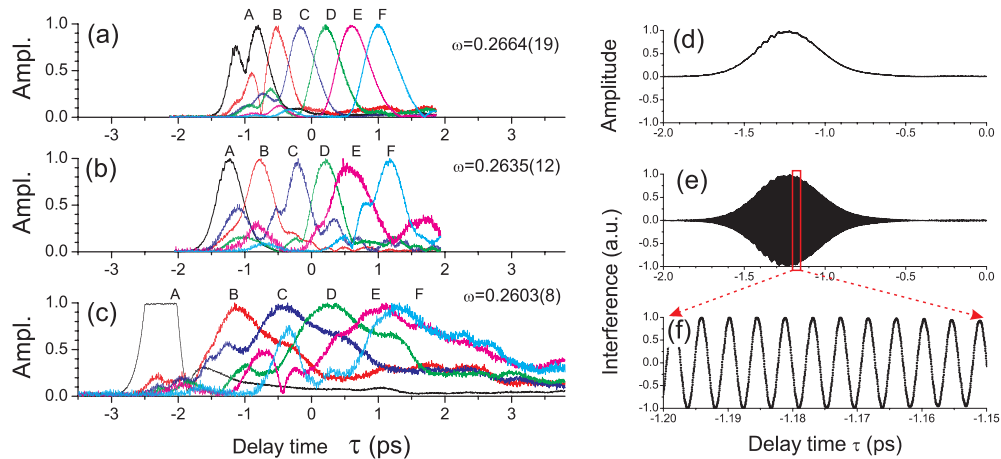 (a)
A B C D E F
ω=0.2664(19)
Ampl.
1.0
0.5
0.0
-3 -2 -1 0 1 2 3
(b)
A B C D E F
ω=0.2635(12)
Ampl.
1.0
0.5
0.0
-3 -2 -1 0 1 2 3
(c)
A B C D E F
ω=0.2603(8)
Ampl.
1.0
0.5
0.0
-3 -2 -1 0 1 2 3
Delay time τ (ps)
(d)
Amplitude
1.0
0.5
0.0
-0.5
-1.0
-2.0 -1.5 -1.0 -0.5 0.0
(e)
Interference (a.u.)
1.0
0.5
0.0
-0.5
-1.0
-2.0 -1.5 -1.0 -0.5 0.0
(f)
1.0
0.5
0.0
-0.5
-1.0
-1.20 -1.19 -1.18 -1.17 -1.16 -1.15
Delay time τ (ps)